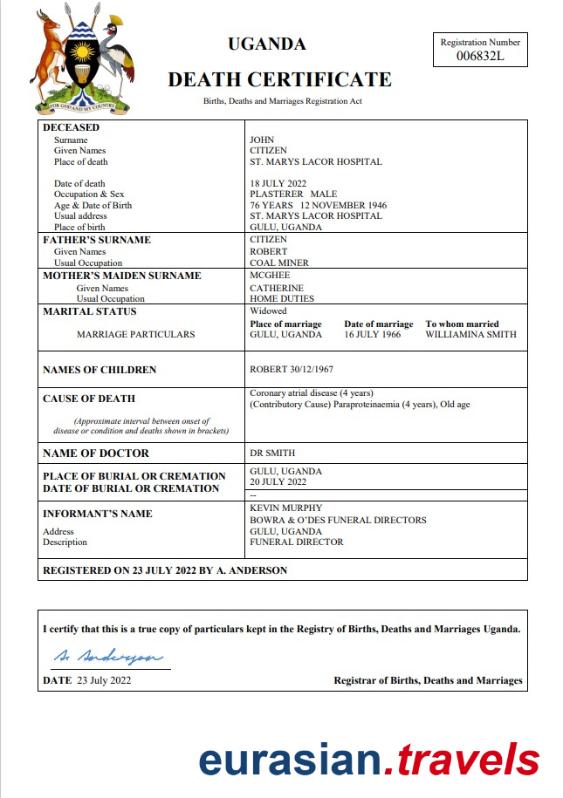 UGANDA
DEATH CERTIFICATE
Births, Deaths and Marriages Registration Act
Registration Number
006832L
FOR GOD AND MY COUNTRY
DECEASED
Surname JOHN
Given Names CITIZEN
Place of death ST. MARYS LACOR HOSPITAL
Date of death 18 JULY 2022
Occupation & Sex PLASTERER MALE
Age & Date of Birth 76 YEARS 12 NOVEMBER 1946
Usual address ST. MARYS LACOR HOSPITAL
Place of birth GULU, UGANDA
FATHER'S SURNAME CITIZEN
Given Names ROBERT
Usual Occupation COAL MINER
MOTHER'S MAIDEN SURNAME MCGHEE
Given Names CATHERINE
Usual Occupation HOME DUTIES
MARITAL STATUS Widowed
Place of marriage Date of marriage To whom married
MARRIAGE PARTICULARS GULU, UGANDA 16 JULY 1966 WILLIAMINA SMITH
NAMES OF CHILDREN ROBERT 30/12/1967
CAUSE OF DEATH Coronary atrial disease (4 years)
(Contributory Cause) Paraproteinaemia (4 years), Old age
(Approximate interval between onset of
disease or condition and deaths shown in brackets)
NAME OF DOCTOR DR SMITH
PLACE OF BURIAL OR CREMATION GULU, UGANDA
DATE OF BURIAL OR CREMATION 20 JULY 2022
--
INFORMANT'S NAME KEVIN MURPHY
BOWRA & O'DES FUNERAL DIRECTORS
Address GULU, UGANDA
Description FUNERAL DIRECTOR
REGISTERED ON 23 JULY 2022 BY A. ANDERSON
I certify that this is a true copy of particulars kept in the Registry of Births, Deaths and Marriages Uganda.
A. Anderson
DATE 23 July 2022 Registrar of Births, Deaths and Marriages
eurasian.travels